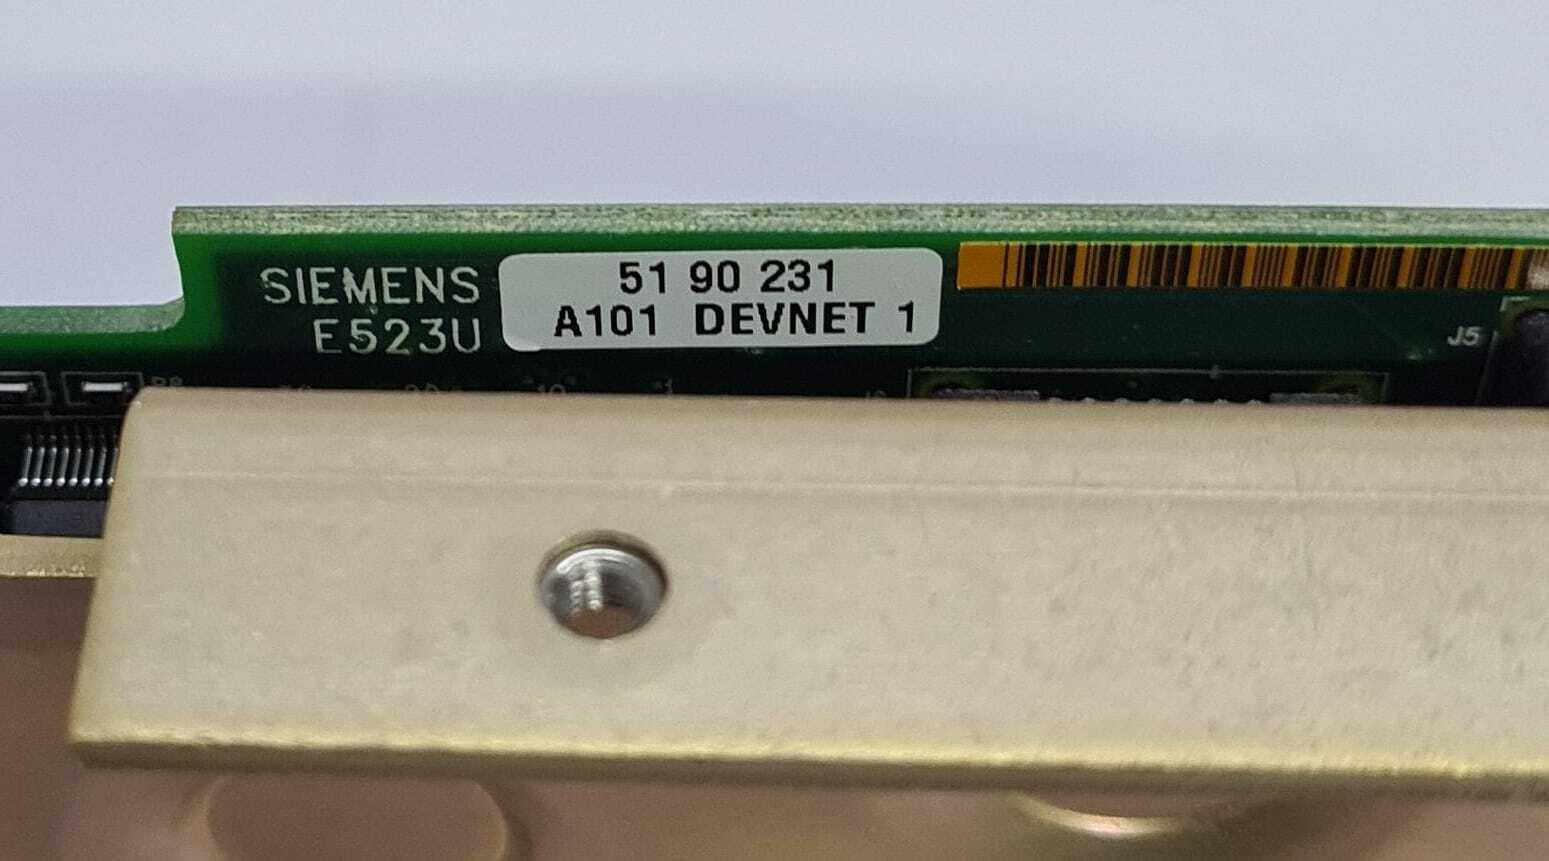 SIEMENS
E523U
51 90 231
A101 DEVNET 1
J5